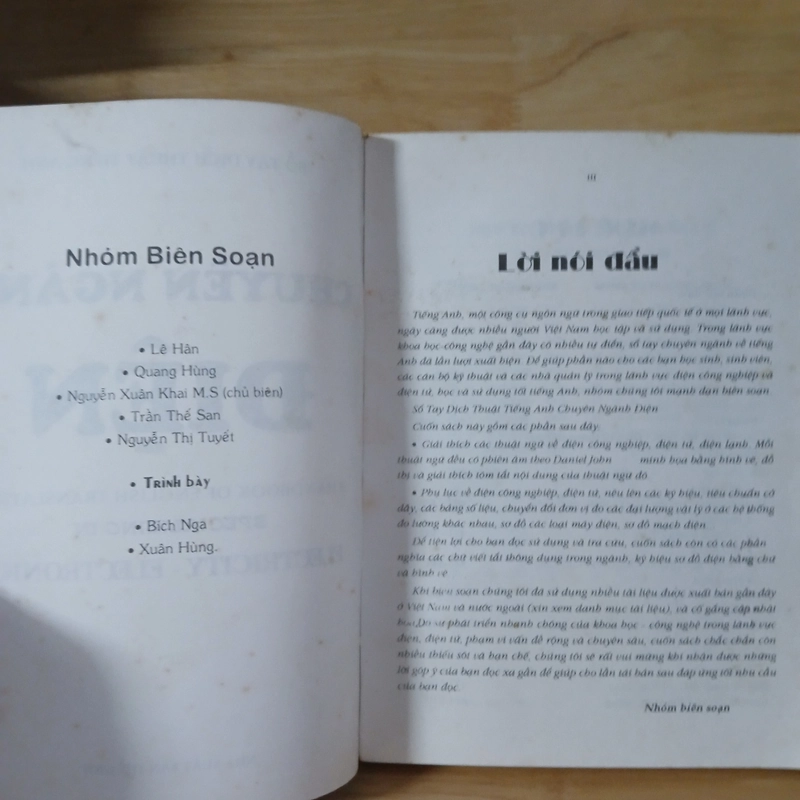 Nhóm Biên Soạn
• Lê Hân
• Quang Hùng
• Nguyễn Xuân Khai M.S (chủ biên)
• Trần Thế San
• Nguyễn Thị Tuyết
• Trình bày
• Bích Nga
• Xuân Hùng.
III
Lời nói đầu
Tiếng Anh, một công cụ ngôn ngữ trong giao tiếp quốc tế ở mọi lãnh vực,
ngày càng được nhiều người Việt Nam học tập và sử dụng. Trong lãnh vực
khoa học-công nghệ gần đây có nhiều tự điển, sổ tay chuyên ngành về tiếng
Anh đã lần lượt xuất hiện. Để giúp phần nào cho các bạn học sinh, sinh viên,
các cán bộ kỹ thuật và các nhà quản lý trong lãnh vực điện công nghiệp và
điện tử, học và sử dụng tốt tiếng Anh, nhóm chúng tôi mạnh dạn biên soạn
Sổ Tay Dịch Thuật Tiếng Anh Chuyên Ngành Điện
Cuốn sách này gồm các phần sau đây.
• Giải thích các thuật ngữ về điện công nghiệp, điện tử, điện lạnh. Mỗi
thuật ngữ đều có phiên âm theo Daniel John minh họa bằng hình vẽ, đồ
thị và giải thích tóm tắt nội dung của thuật ngữ đó.
• Phụ lục về điện công nghiệp, điện tử, nêu lên các ký hiệu, tiêu chuẩn cỡ
dây, các bảng số liệu, chuyển đổi đơn vị đo các đại lượng vật lý ở các hệ thống
đo lường khác nhau, sơ đồ các loại máy điện, sơ đồ mạch điện.
Để tiện lợi cho bạn đọc sử dụng và tra cứu, cuốn sách còn có các phần
nghĩa các chữ viết tắt thông dụng trong ngành, ký hiệu sơ đồ điện bằng chữ
và hình vẽ
Khi biên soạn chúng tôi đã sử dụng nhiều tài liệu được xuất bản gần đây
ở Việt Nam và nước ngoài (xin xem danh mục tài liệu), và cố gắng cập nhật
hóa,Do sự phát triển nhanh chóng của khoa học - công nghệ trong lãnh vực
điện, điện tử, phạm vi vấn đề rộng và chuyên sâu, cuốn sách chắc chắn còn
nhiều thiếu sót và hạn chế, chúng tôi sẽ rất vui mừng khi nhận được những
lời góp ý của bạn đọc xa gần để giúp cho lần tái bản sau đáp ứng tốt nhu cầu
của bạn đọc.
Nhóm biên soạn